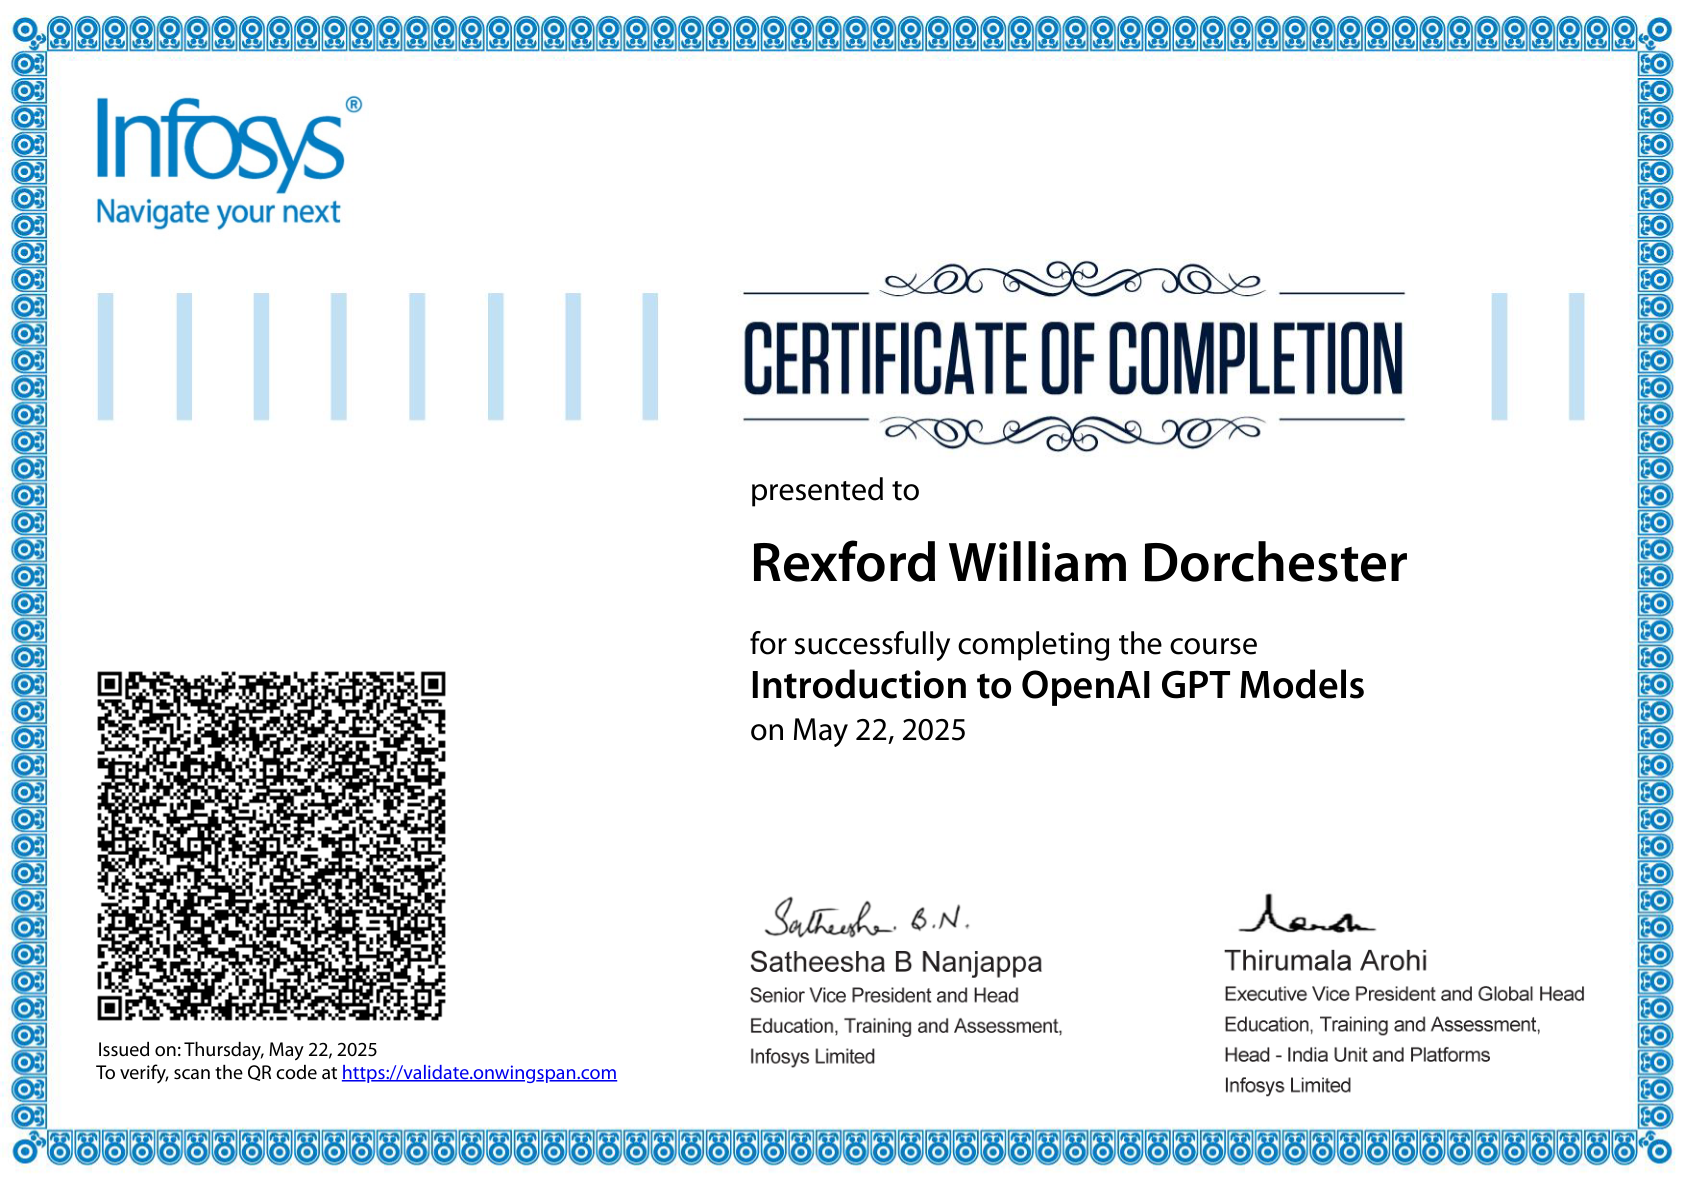 Infosys®
Navigate your next
CERTIFICATE OF COMPLETION
presented to
Rexford William Dorchester
for successfully completing the course
Introduction to OpenAI GPT Models
on May 22, 2025
Satheesha. B.N.
Satheesha B Nanjappa
Senior Vice President and Head
Education, Training and Assessment,
Infosys Limited
Thirumala Arohi
Executive Vice President and Global Head
Education, Training and Assessment,
Head - India Unit and Platforms
Infosys Limited
Issued on: Thursday, May 22, 2025
To verify, scan the QR code at https://validate.onwingspan.com